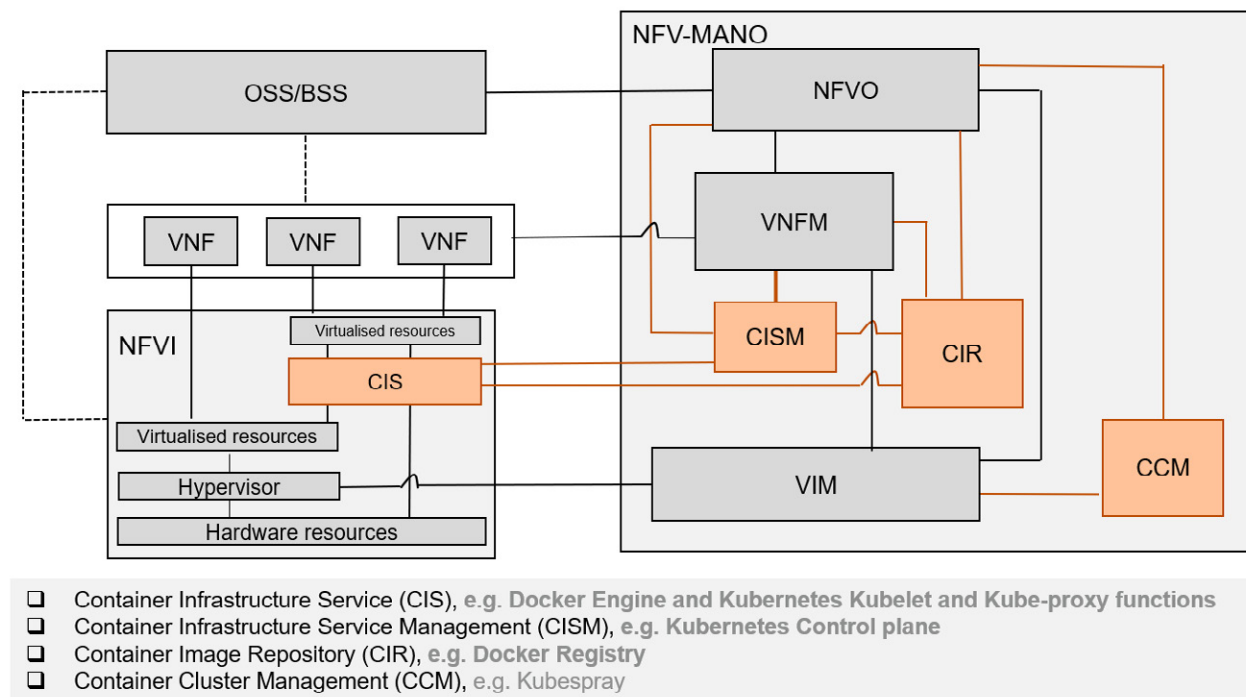 NFV-MANO
OSS/BSS
NFVO
VNF
VNF
VNF
VNFM
NFVI
Virtualised resources
CISM
CIR
CIS
Virtualised resources
CCM
Hypervisor
VIM
Hardware resources
❑ Container Infrastructure Service (CIS), e.g. Docker Engine and Kubernetes Kubelet and Kube-proxy functions
❑ Container Infrastructure Service Management (CISM), e.g. Kubernetes Control plane
❑ Container Image Repository (CIR), e.g. Docker Registry
❑ Container Cluster Management (CCM), e.g. Kubespray